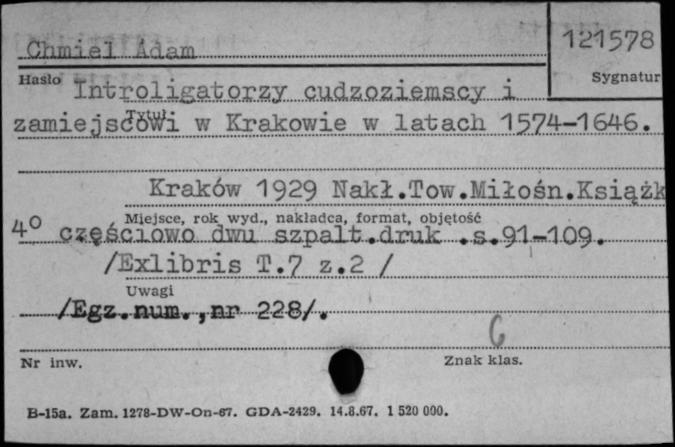 Chmiel Adam
121578
Hasło
Sygnatur
Introligatorzy cudzoziemscy i
Tytuł
zamiejscowi w Krakowie w latach 1574-1646.
Kraków 1929 Nakł.Tow.Miłośn.Książk
Miejsce, rok wyd., nakładca, format, objętość
4° częściowo dwu szpalt.druk .s.91-109.
/Exlibris T.7 z.2 /
Uwagi
/Egz.num.,nr 228/.
Nr inw.
Znak klas.
B-15a. Zam. 1278-DW-On-67. GDA-2429. 14.8.67. 1 520 000.